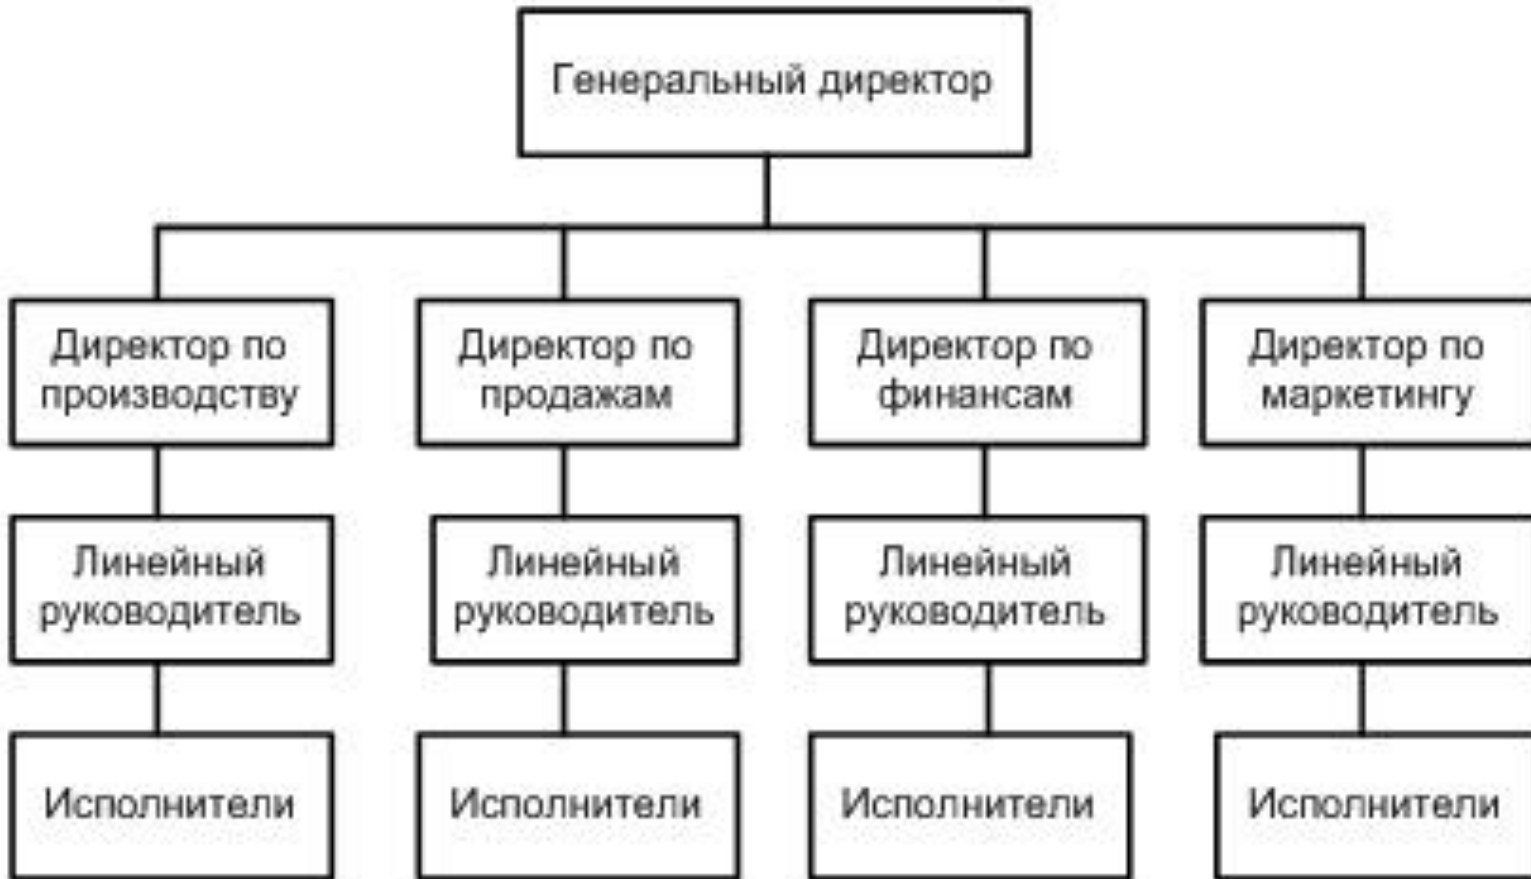 Генеральный директор
Директор по
производству
Директор по
продажам
Директор по
финансам
Директор по
маркетингу
Линейный
руководитель
Линейный
руководитель
Линейный
руководитель
Линейный
руководитель
Исполнители
Исполнители
Исполнители
Исполнители